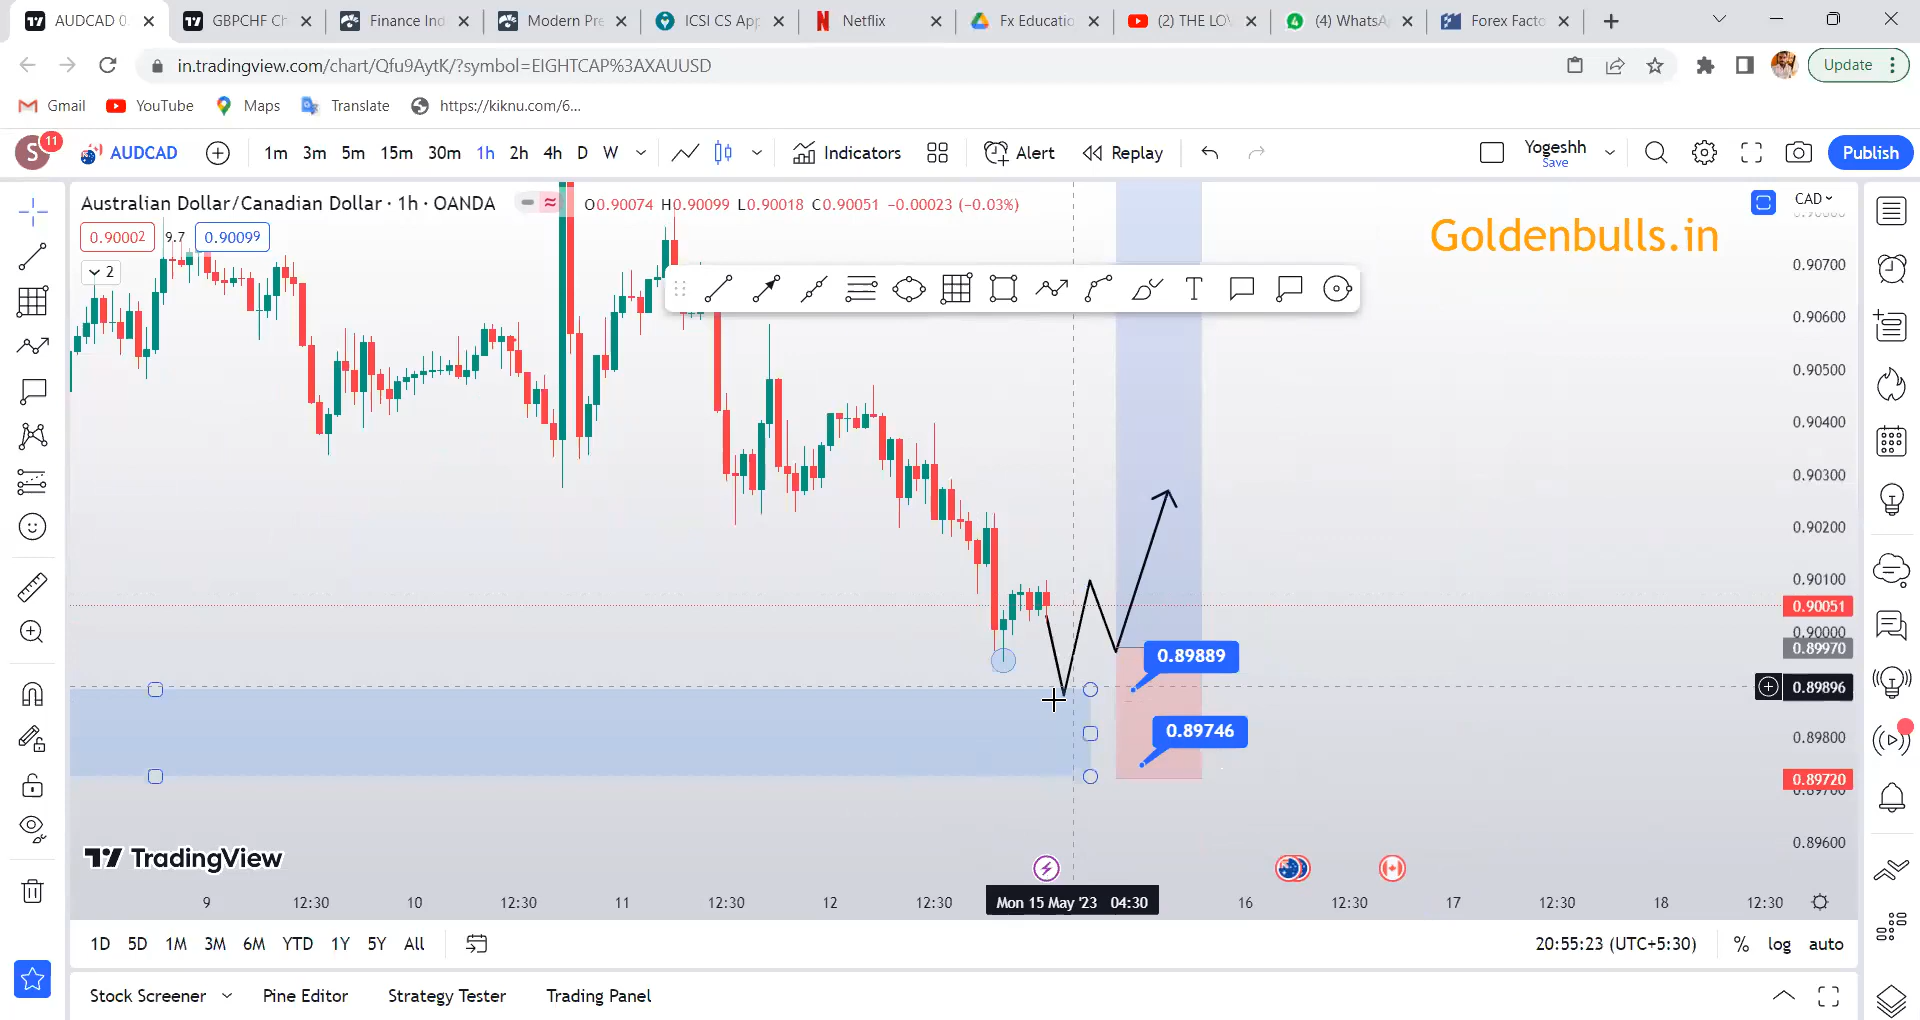 AUDCAD 0.
GBPCHF Ch
Finance Ind
Modern Pre
ICSI CS App
Netflix
Fx Educatio
(2) THE LOV
(4) WhatsA
Forex Facto
in.tradingview.com/chart/Qfu9AytK/?symbol=EIGHTCAP%3AXAUUSD
Update
Gmail
YouTube
Maps
Translate
https://kiknu.com/6...
S
11
AUDCAD
1m 3m 5m 15m 30m 1h 2h 4h D W
Indicators
Alert
Replay
Yogeshh
Save
Publish
Australian Dollar/Canadian Dollar · 1h · OANDA
O0.90074 H0.90099 L0.90018 C0.90051 −0.00023 (−0.03%)
CAD
0.90002 9.7 0.90099
2
Goldenbulls.in
0.90700
0.90600
0.90500
0.90400
0.90300
0.90200
0.90100
0.90051
0.90000
0.89970
0.89889
0.89896
0.89746
0.89800
0.89720
0.89700
0.89600
TradingView
9 12:30 10 12:30 11 12:30 12 12:30 Mon 15 May '23 04:30 16 12:30 17 12:30 18 12:30
1D 5D 1M 3M 6M YTD 1Y 5Y All
20:55:23 (UTC+5:30) % log auto
Stock Screener
Pine Editor
Strategy Tester
Trading Panel